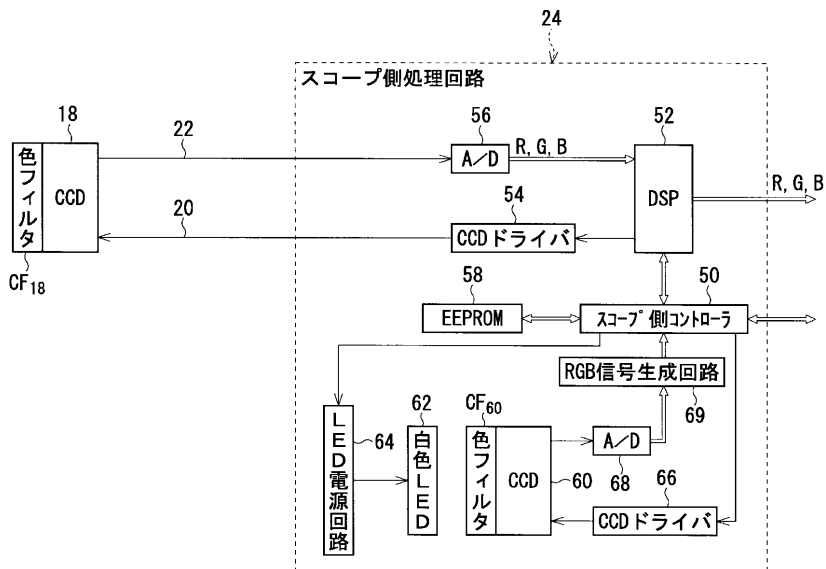 24
スコープ側処理回路
18
22
56
52
色フィルタ
CCD
A/D
R, G, B
DSP
R, G, B
20
54
CCDドライバ
CF18
58
50
EEPROM
スコープ側コントローラ
RGB信号生成回路
69
62
CF60
64
LED電源回路
白色LED
色フィルタ
CCD
60
A/D
68
66
CCDドライバ